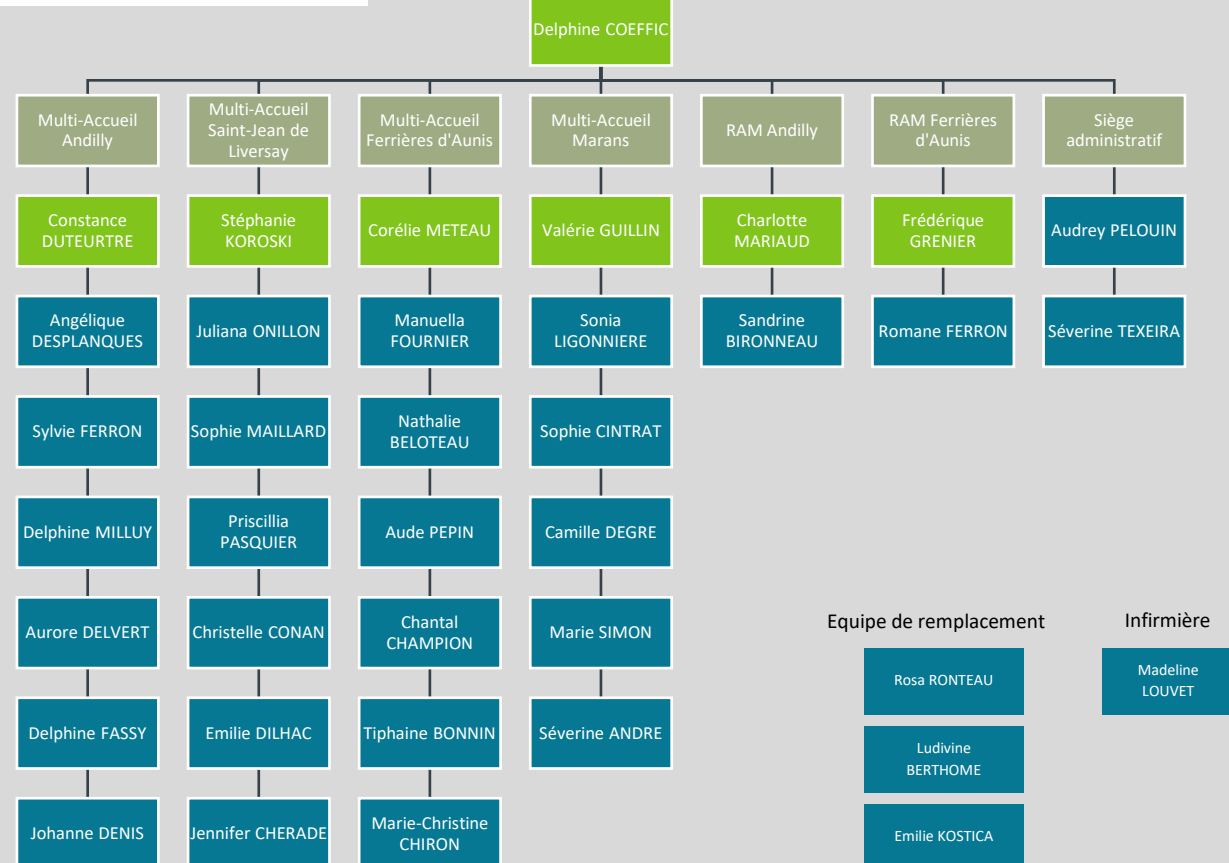 Delphine COEFFIC
Multi-Accueil
Andilly
Multi-Accueil
Saint-Jean de
Liversay
Multi-Accueil
Ferrières d'Aunis
Multi-Accueil
Marans
RAM Andilly
RAM Ferrières
d'Aunis
Siège
administratif
Constance
DUTEURTRE
Stéphanie
KOROSKI
Corélie METEAU
Valérie GUILLIN
Charlotte
MARIAUD
Frédérique
GRENIER
Audrey PELOUIN
Angélique
DESPLANQUES
Juliana ONILLON
Manuella
FOURNIER
Sonia
LIGONNIERE
Sandrine
BIRONNEAU
Romane FERRON
Séverine TEXEIRA
Sylvie FERRON
Sophie MAILLARD
Nathalie
BELOTEAU
Sophie CINTRAT
Delphine MILLUY
Priscillia
PASQUIER
Aude PEPIN
Camille DEGRE
Aurore DELVERT
Christelle CONAN
Chantal
CHAMPION
Marie SIMON
Delphine FASSY
Emilie DILHAC
Tiphaine BONNIN
Séverine ANDRE
Johanne DENIS
Jennifer CHERADE
Marie-Christine
CHIRON
Equipe de remplacement
Rosa RONTEAU
Ludivine
BERTHOME
Emilie KOSTICA
Infirmière
Madeline
LOUVET